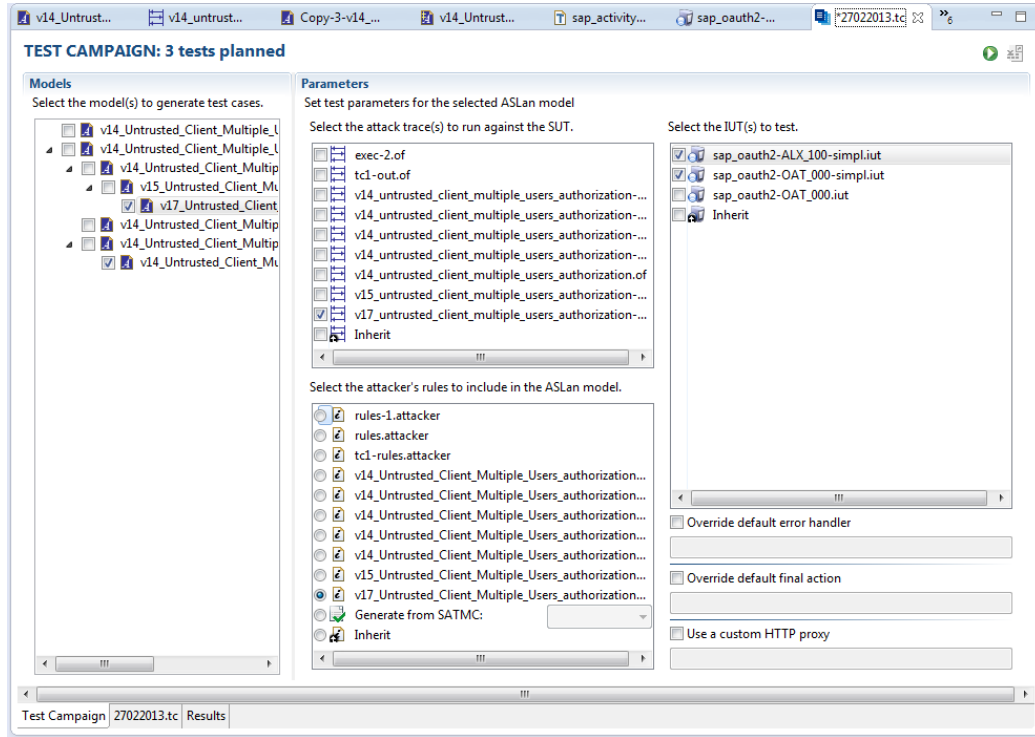 v14_Untrust... v14_untrust... Copy-3-v14_... v14_Untrust... sap_activity... sap_oauth2-... *27022013.tc »6
TEST CAMPAIGN: 3 tests planned
Models
Select the model(s) to generate test cases.
v14_Untrusted_Client_Multiple_U
v14_Untrusted_Client_Multiple_U
v14_Untrusted_Client_Multip
v15_Untrusted_Client_Mu
v17_Untrusted_Client_
v14_Untrusted_Client_Multip
v14_Untrusted_Client_Multip
v14_Untrusted_Client_Mu
Parameters
Set test parameters for the selected ASLan model
Select the attack trace(s) to run against the SUT.
exec-2.of
tc1-out.of
v14_untrusted_client_multiple_users_authorization-...
v14_untrusted_client_multiple_users_authorization-...
v14_untrusted_client_multiple_users_authorization-...
v14_untrusted_client_multiple_users_authorization-...
v14_untrusted_client_multiple_users_authorization.of
v15_untrusted_client_multiple_users_authorization-...
v17_untrusted_client_multiple_users_authorization-...
Inherit
Select the attacker's rules to include in the ASLan model.
rules-1.attacker
rules.attacker
tc1-rules.attacker
v14_Untrusted_Client_Multiple_Users_authorization...
v14_Untrusted_Client_Multiple_Users_authorization...
v14_Untrusted_Client_Multiple_Users_authorization...
v14_Untrusted_Client_Multiple_Users_authorization...
v14_Untrusted_Client_Multiple_Users_authorization...
v15_Untrusted_Client_Multiple_Users_authorization...
v17_Untrusted_Client_Multiple_Users_authorization...
Generate from SATMC:
Inherit
Select the IUT(s) to test.
sap_oauth2-ALX_100-simpl.iut
sap_oauth2-OAT_000-simpl.iut
sap_oauth2-OAT_000.iut
Inherit
Override default error handler
Override default final action
Use a custom HTTP proxy
Test Campaign 27022013.tc Results